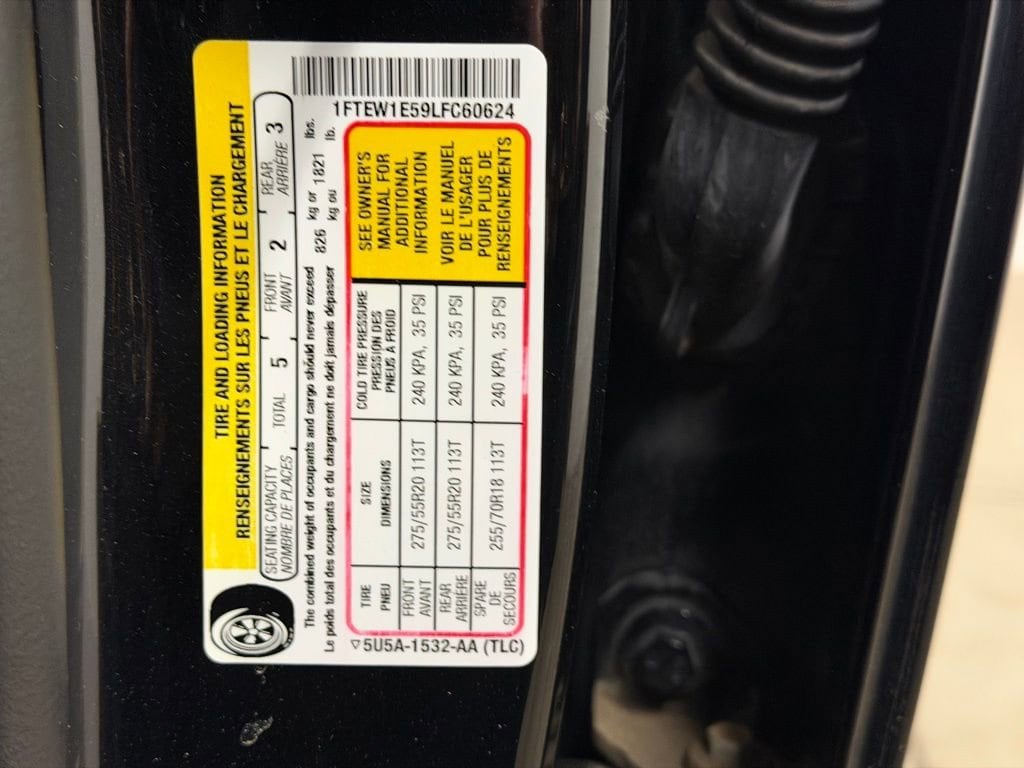 TIRE AND LOADING INFORMATION
RENSEIGNEMENTS SUR LES PNEUS ET LE CHARGEMENT
SEATING CAPACITY
NOMBRE DE PLACES
TOTAL 5
FRONT
AVANT
2
REAR
ARRIÈRE
3
The combined weight of occupants and cargo should never exceed 826 kg or 1821 lbs.
Le poids total des occupants et du chargement ne doit jamais dépasser kg ou lb.
1FTEW1E59LFC60624
TIRE
PNEU
SIZE
DIMENSIONS
COLD TIRE PRESSURE
PRESSION DES
PNEUS À FROID
FRONT
AVANT
275/55R20 113T
240 KPA, 35 PSI
REAR
ARRIÈRE
275/55R20 113T
240 KPA, 35 PSI
SPARE
DE
SECOURS
255/70R18 113T
240 KPA, 35 PSI
SEE OWNER'S
MANUAL FOR
ADDITIONAL
INFORMATION
VOIR LE MANUEL
DE L'USAGER
POUR PLUS DE
RENSEIGNEMENTS
▽5U5A-1532-AA (TLC)